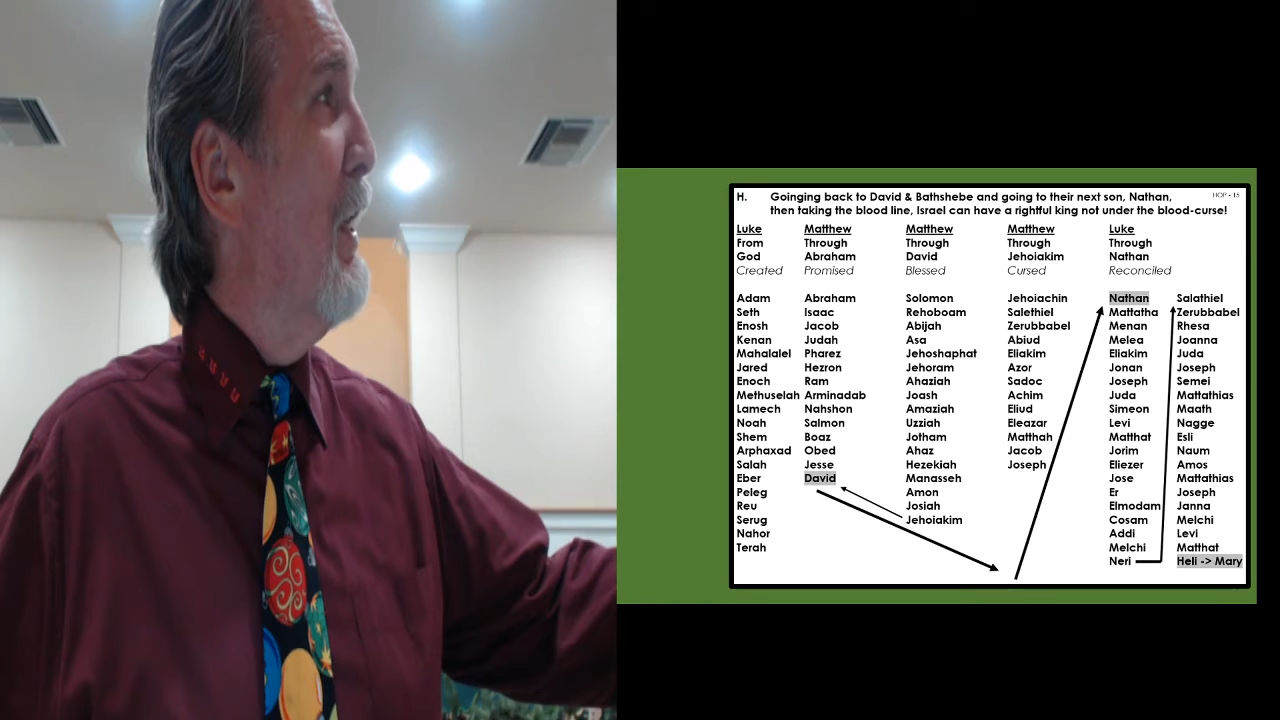 H. Goinging back to David & Bathshebe and going to their next son, Nathan,
HOP - 15
then taking the blood line, Israel can have a rightful king not under the blood-curse!
Luke Matthew Matthew Matthew Luke
From Through Through Through Through
God Abraham David Jehoiakim Nathan
Created Promised Blessed Cursed Reconciled
Adam Abraham Solomon Jehoiachin Nathan Salathiel
Seth Isaac Rehoboam Salethiel Mattatha Zerubbabel
Enosh Jacob Abijah Zerubbabel Menan Rhesa
Kenan Judah Asa Abiud Melea Joanna
Mahalalel Pharez Jehoshaphat Eliakim Eliakim Juda
Jared Hezron Jehoram Azor Jonan Joseph
Enoch Ram Ahaziah Sadoc Joseph Semei
Methuselah Arminadab Joash Achim Juda Mattathias
Lamech Nahshon Amaziah Eliud Simeon Maath
Noah Salmon Uzziah Eleazar Levi Nagge
Shem Boaz Jotham Matthah Matthat Esli
Arphaxad Obed Ahaz Jacob Jorim Naum
Salah Jesse Hezekiah Joseph Eliezer Amos
Eber David Manasseh Jose Mattathias
Peleg Amon Er Joseph
Reu Josiah Elmodam Janna
Serug Jehoiakim Cosam Melchi
Nahor Addi Levi
Terah Melchi Matthat
Neri Heli -> Mary